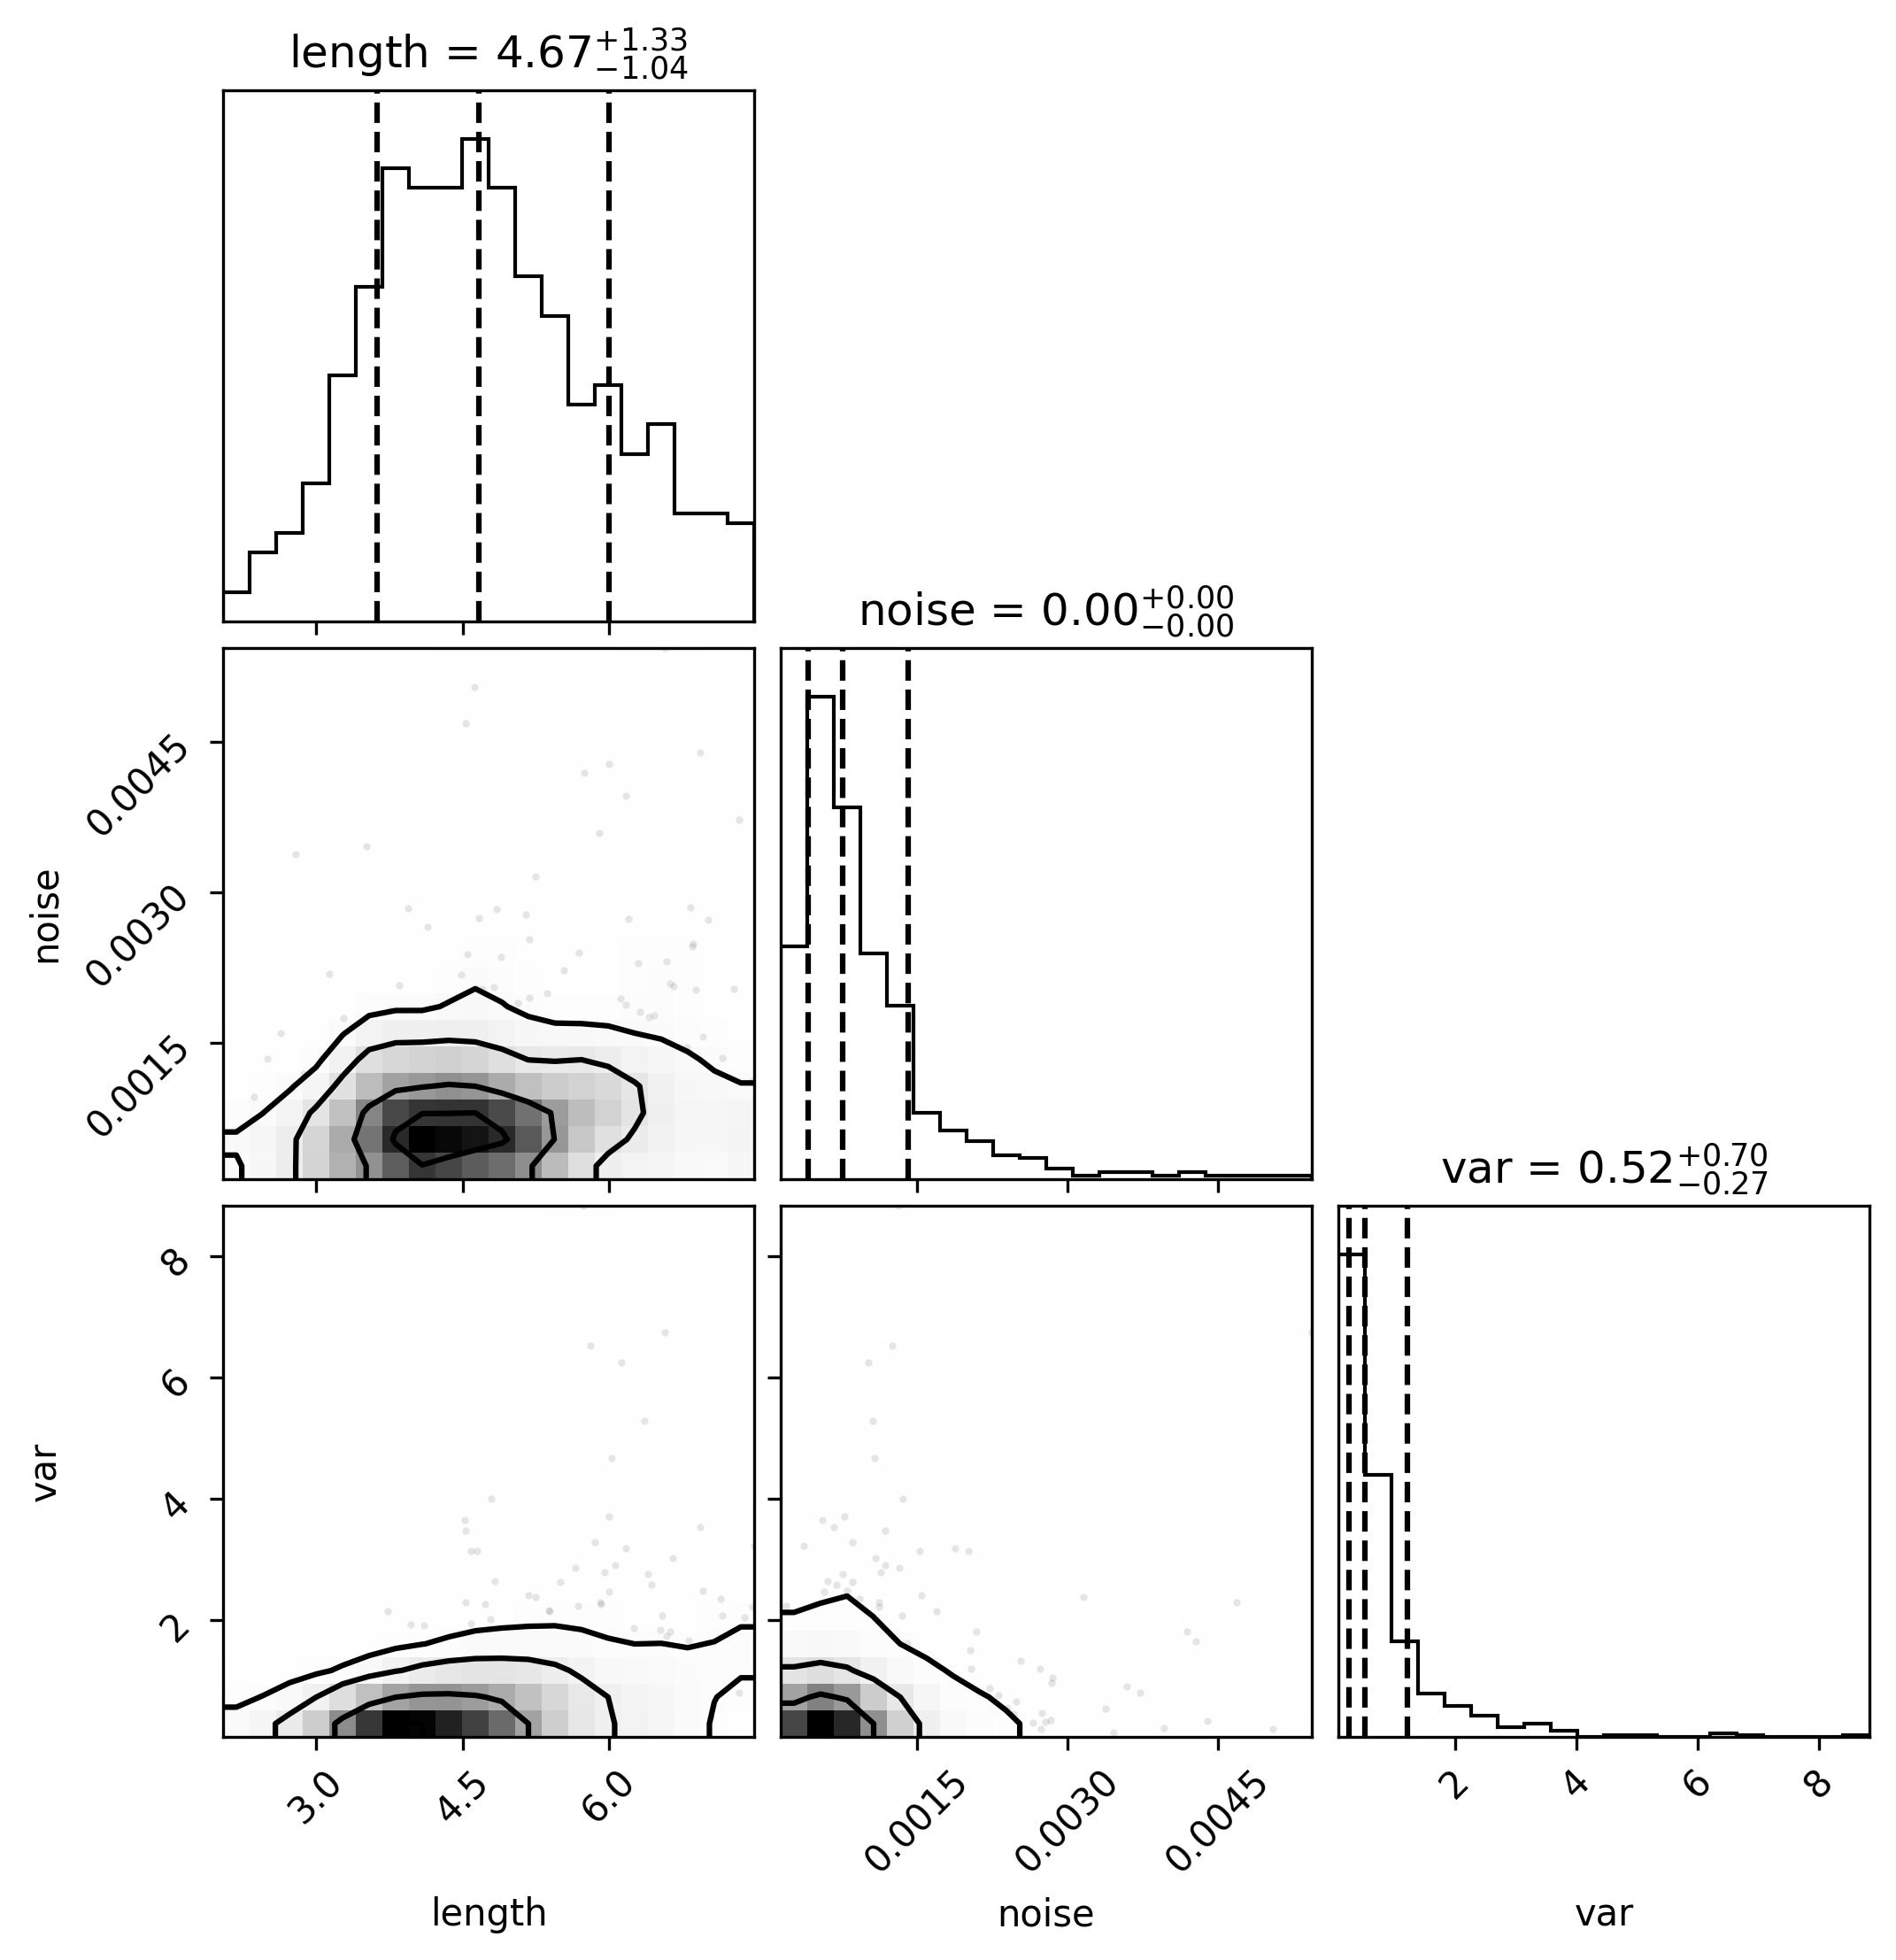 length = 4.67+1.33−1.04
noise = 0.00+0.00−0.00
0.0045
0.0030
0.0015
noise
var = 0.52+0.70−0.27
8
6
4
2
var
3.0 4.5 6.0
0.0015 0.0030 0.0045
2 4 6 8
length noise var